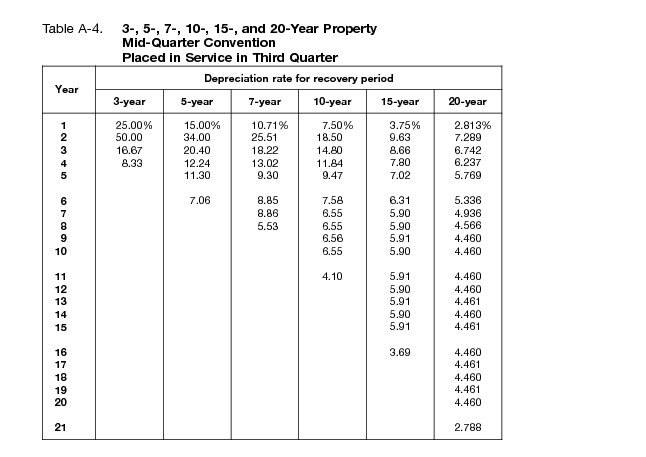 Table A-4. 3-, 5-, 7-, 10-, 15-, and 20-Year Property
Mid-Quarter Convention
Placed in Service in Third Quarter
Year Depreciation rate for recovery period
3-year 5-year 7-year 10-year 15-year 20-year
1 25.00% 15.00% 10.71% 7.50% 3.75% 2.813%
2 50.00 34.00 25.51 18.50 9.63 7.289
3 16.67 20.40 18.22 14.80 8.66 6.742
4 8.33 12.24 13.02 11.84 7.80 6.237
5 11.30 9.30 9.47 7.02 5.769
6 7.06 8.85 7.58 6.31 5.336
7 8.86 6.55 5.90 4.936
8 5.53 6.55 5.90 4.566
9 6.56 5.91 4.460
10 6.55 5.90 4.460
11 4.10 5.91 4.460
12 5.90 4.460
13 5.91 4.461
14 5.90 4.460
15 5.91 4.461
16 3.69 4.460
17 4.461
18 4.460
19 4.461
20 4.460
21 2.788